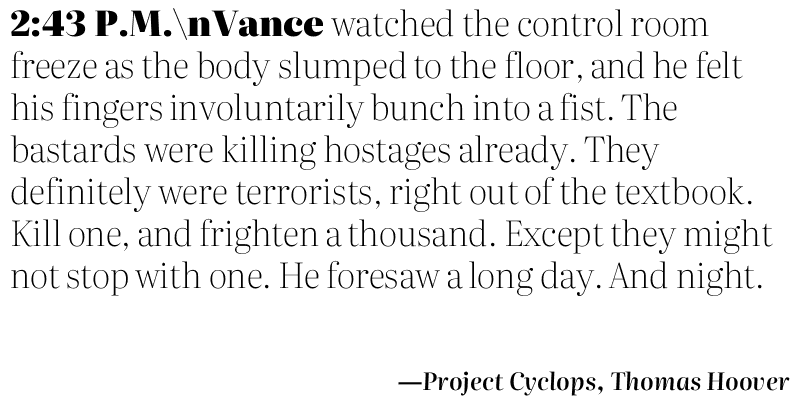 2:43 P.M.\nVance watched the control room
freeze as the body slumped to the floor, and he felt
his fingers involuntarily bunch into a fist. The
bastards were killing hostages already. They
definitely were terrorists, right out of the textbook.
Kill one, and frighten a thousand. Except they might
not stop with one. He foresaw a long day. And night.
—Project Cyclops, Thomas Hoover